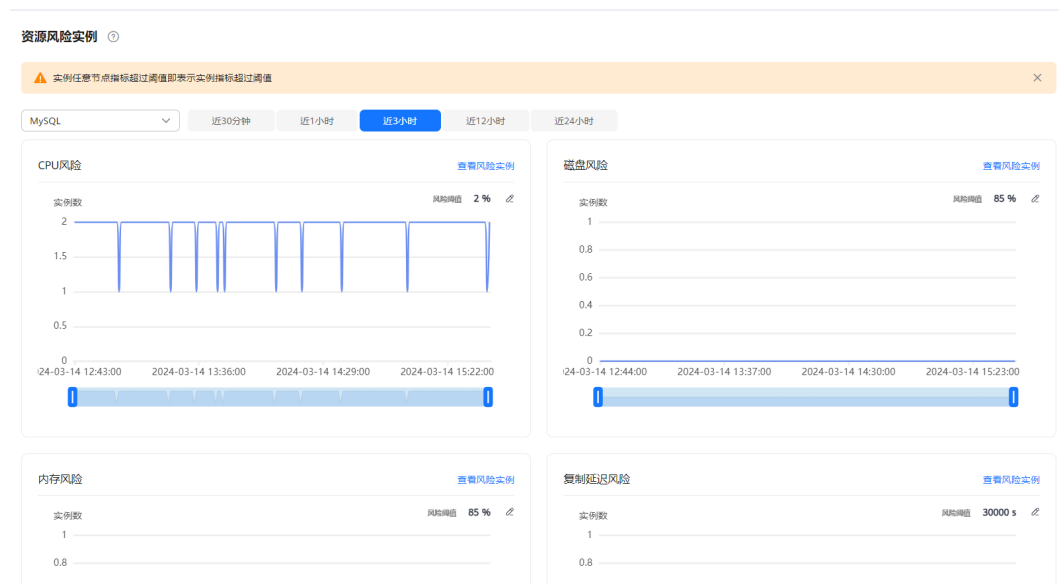 资源风险实例
实例任意节点指标超过阈值即表示实例指标超过阈值
MySQL 近30分钟 近1小时 近3小时 近12小时 近24小时
CPU风险 查看风险实例
实例数 风险阈值 2 %
2
1.5
1
0.5
0
24-03-14 12:43:00 2024-03-14 13:36:00 2024-03-14 14:29:00 2024-03-14 15:22:00
磁盘风险 查看风险实例
实例数 风险阈值 85 %
1
0.8
0.6
0.4
0.2
0
24-03-14 12:44:00 2024-03-14 13:37:00 2024-03-14 14:30:00 2024-03-14 15:23:00
内存风险 查看风险实例
实例数 风险阈值 85 %
1
0.8
复制延迟风险 查看风险实例
实例数 风险阈值 30000 s
1
0.8